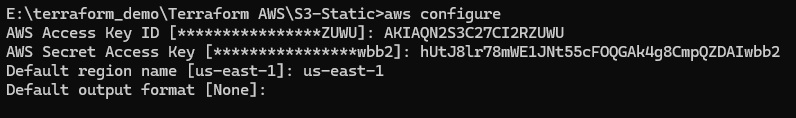 E:\terraform_demo\Terraform AWS\S3-Static>aws configure
AWS Access Key ID [****************ZUWU]: AKIAQN2S3C27CI2RZUWU
AWS Secret Access Key [****************wbb2]: 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
Default region name [us-east-1]: us-east-1
Default output format [None]: